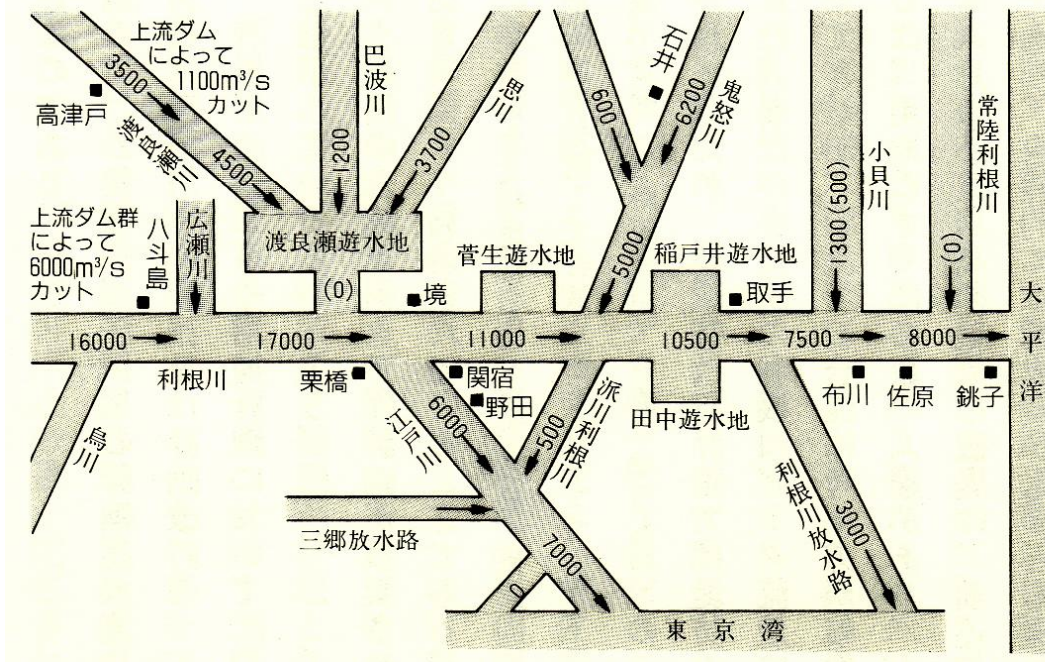 上流ダム
によって
1100m³/S
カット
3500
高津戸
渡良瀬川
4500
巴波川
1200
思川
3700
石井
600
6200
鬼怒川
5000
小貝川
1300(500)
常陸利根川
(0)
上流ダム群
によって
6000m³/S
カット
八斗島
広瀬川
渡良瀬遊水地
(0)
境
菅生遊水地
稲戸井遊水地
取手
大平洋
16000
17000
11000
10500
7500
8000
利根川
栗橋
関宿
野田
江戸川
6000
派川利根川
500
田中遊水地
布川
佐原
銚子
烏川
三郷放水路
7000
0
利根川放水路
3000
東京湾